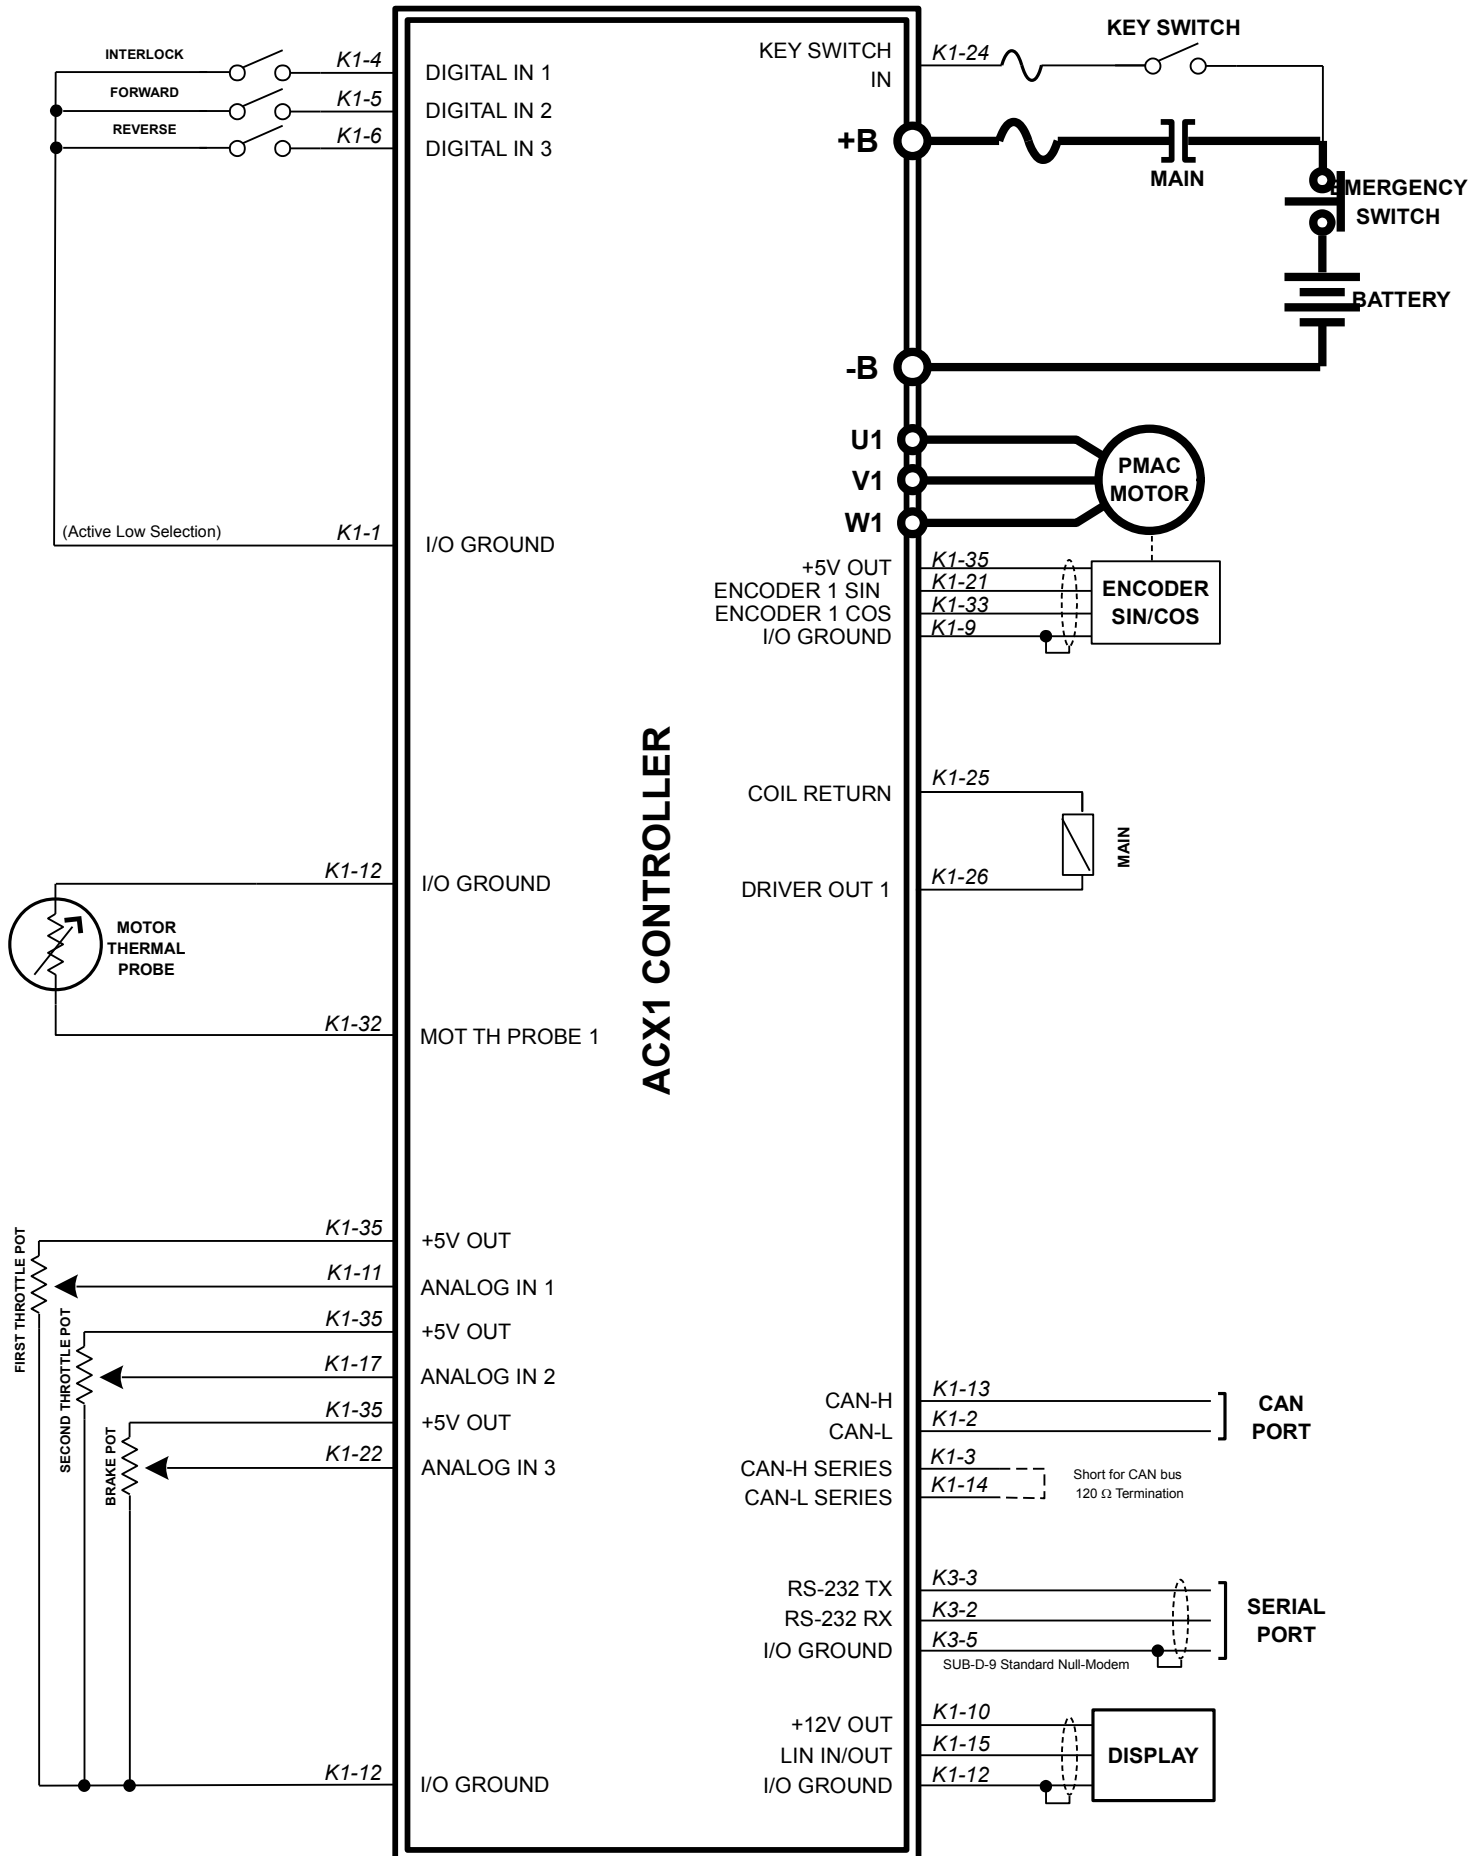 INTERLOCK
K1-4
DIGITAL IN 1
FORWARD
K1-5
DIGITAL IN 2
REVERSE
K1-6
DIGITAL IN 3
(Active Low Selection)
K1-1
I/O GROUND
K1-12
I/O GROUND
MOTOR
THERMAL
PROBE
K1-32
MOT TH PROBE 1
FIRST THROTTLE POT
K1-35
+5V OUT
K1-11
ANALOG IN 1
SECOND THROTTLE POT
K1-35
+5V OUT
K1-17
ANALOG IN 2
BRAKE POT
K1-35
+5V OUT
K1-22
ANALOG IN 3
K1-12
I/O GROUND
ACX1 CONTROLLER
KEY SWITCH
IN
K1-24
KEY SWITCH
+B
MAIN
EMERGENCY
SWITCH
BATTERY
-B
U1
V1
W1
PMAC
MOTOR
+5V OUT
K1-35
ENCODER 1 SIN
K1-21
ENCODER 1 COS
K1-33
I/O GROUND
K1-9
ENCODER
SIN/COS
COIL RETURN
K1-25
MAIN
DRIVER OUT 1
K1-26
CAN-H
K1-13
CAN-L
K1-2
CAN
PORT
CAN-H SERIES
K1-3
CAN-L SERIES
K1-14
Short for CAN bus
120 Ω Termination
RS-232 TX
K3-3
RS-232 RX
K3-2
I/O GROUND
K3-5
SUB-D-9 Standard Null-Modem
SERIAL
PORT
+12V OUT
K1-10
LIN IN/OUT
K1-15
I/O GROUND
K1-12
DISPLAY